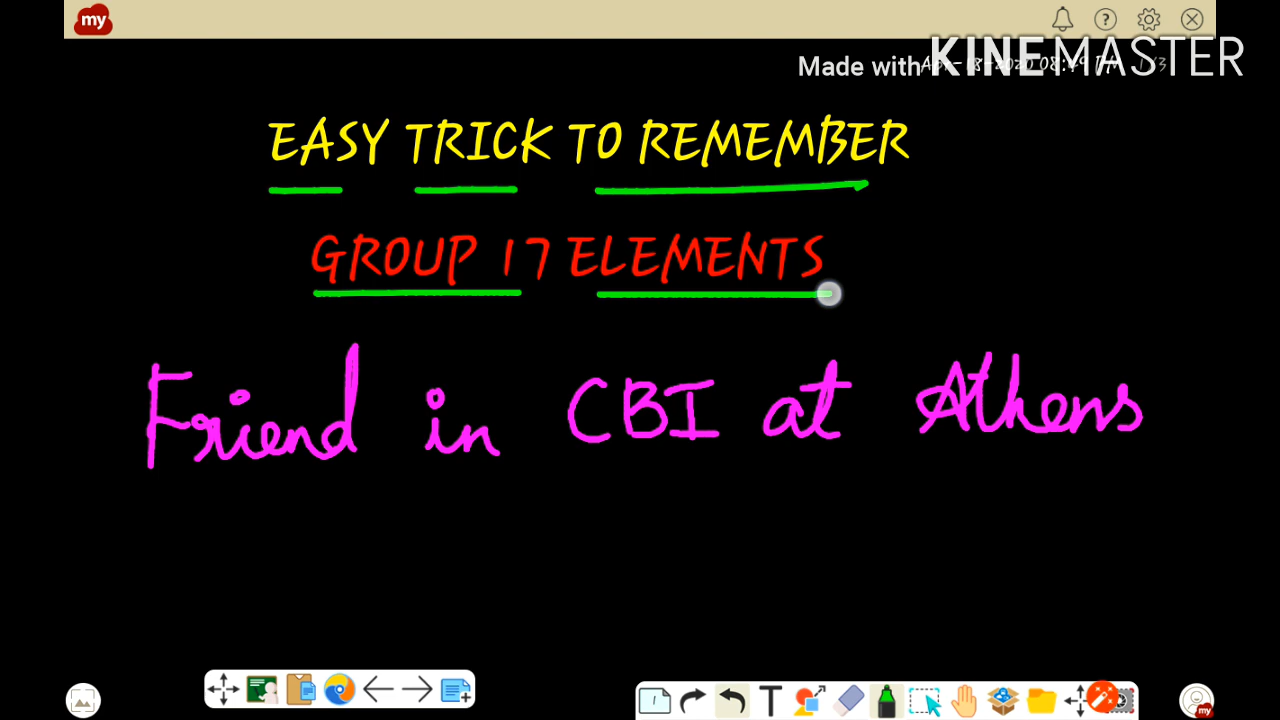 my
Made with KINEMASTER
EASY TRICK TO REMEMBER
GROUP 17 ELEMENTS
Friend in CBI at Athens